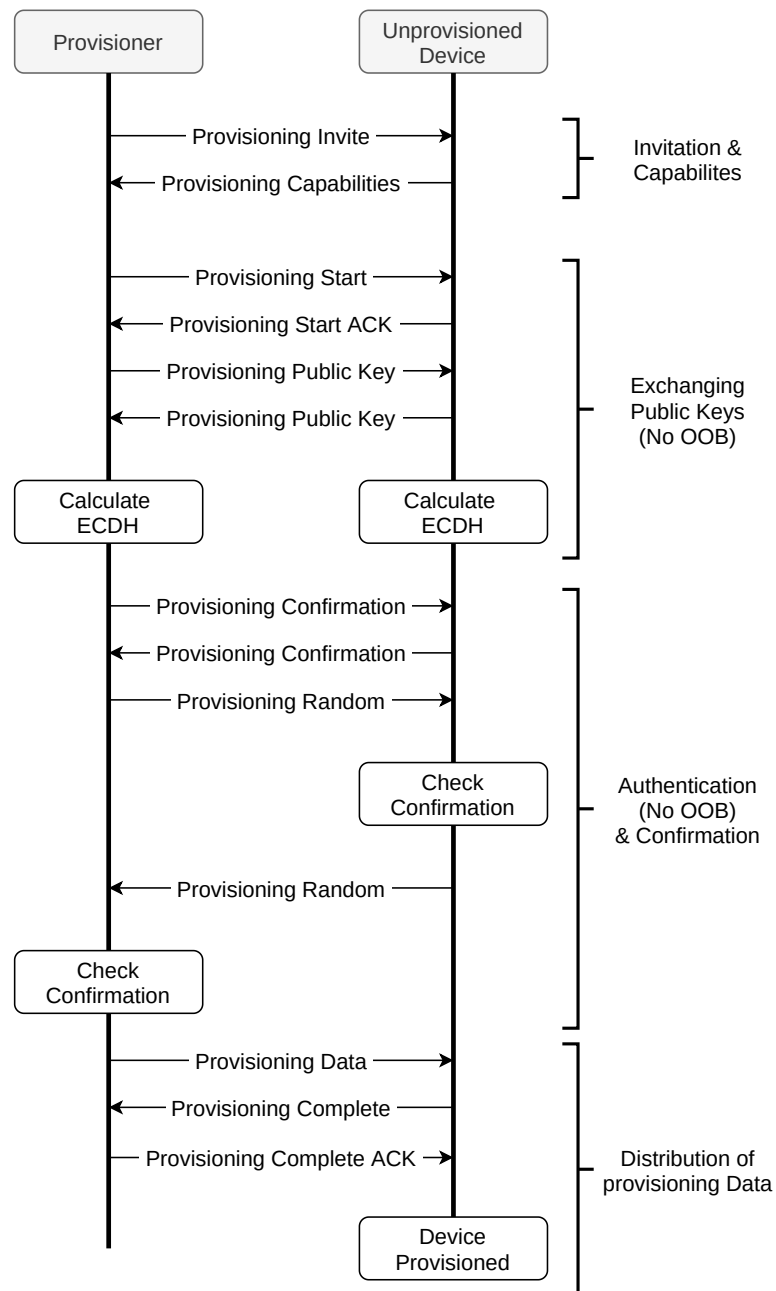 Provisioner
Unprovisioned
Device
Provisioning Invite
Provisioning Capabilities
Invitation &
Capabilites
Provisioning Start
Provisioning Start ACK
Provisioning Public Key
Provisioning Public Key
Exchanging
Public Keys
(No OOB)
Calculate
ECDH
Calculate
ECDH
Provisioning Confirmation
Provisioning Confirmation
Provisioning Random
Check
Confirmation
Authentication
(No OOB)
& Confirmation
Provisioning Random
Check
Confirmation
Provisioning Data
Provisioning Complete
Provisioning Complete ACK
Distribution of
provisioning Data
Device
Provisioned